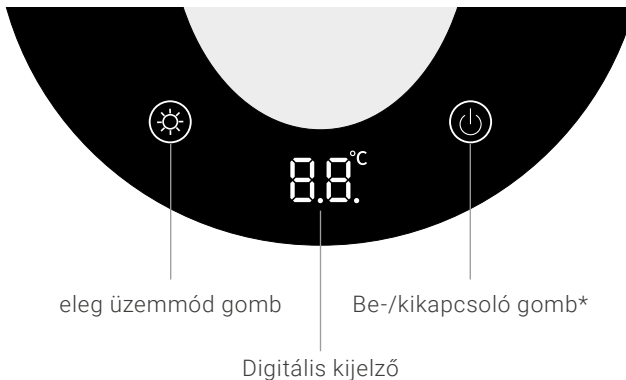 8.8.°C
eleg üzemmód gomb
Be-/kikapcsoló gomb*
Digitális kijelző